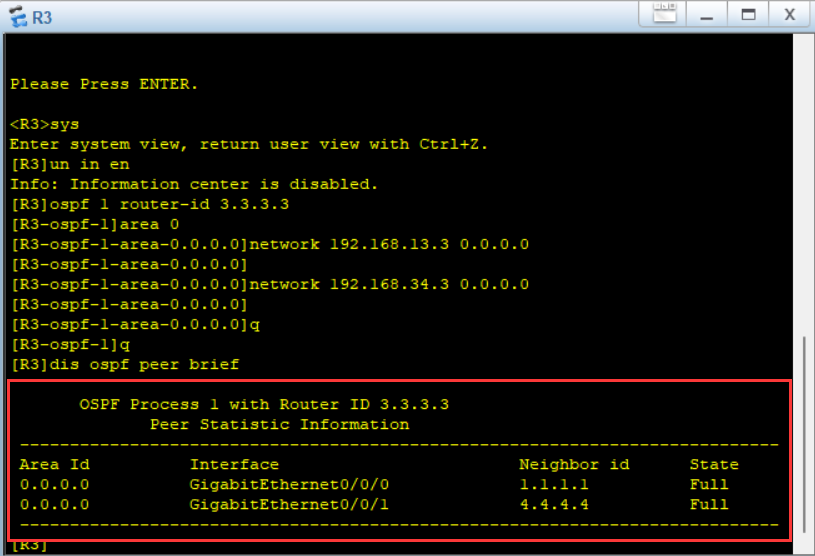 R3
Please Press ENTER.
<R3>sys
Enter system view, return user view with Ctrl+Z.
[R3]un in en
Info: Information center is disabled.
[R3]ospf 1 router-id 3.3.3.3
[R3-ospf-1]area 0
[R3-ospf-1-area-0.0.0.0]network 192.168.13.3 0.0.0.0
[R3-ospf-1-area-0.0.0.0]
[R3-ospf-1-area-0.0.0.0]network 192.168.34.3 0.0.0.0
[R3-ospf-1-area-0.0.0.0]
[R3-ospf-1-area-0.0.0.0]q
[R3-ospf-1]q
[R3]dis ospf peer brief
OSPF Process 1 with Router ID 3.3.3.3
Peer Statistic Information
----------------------------------------------------------------------------
Area Id Interface Neighbor id State
0.0.0.0 GigabitEthernet0/0/0 1.1.1.1 Full
0.0.0.0 GigabitEthernet0/0/1 4.4.4.4 Full
----------------------------------------------------------------------------
[R3]